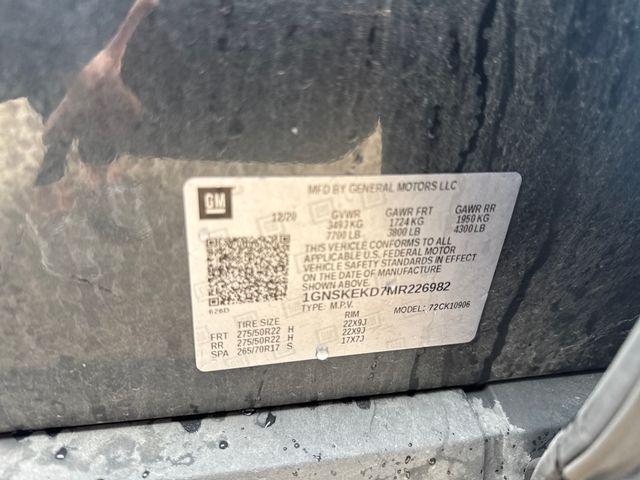 MFD BY GENERAL MOTORS LLC
GM
12/20 GVWR GAWR FRT GAWR RR
3493 KG 1724 KG 1950 KG
7700 LB 3800 LB 4300 LB
THIS VEHICLE CONFORMS TO ALL
APPLICABLE U.S. FEDERAL MOTOR
VEHICLE SAFETY STANDARDS IN EFFECT
ON THE DATE OF MANUFACTURE
SHOWN ABOVE.
1GNSKEKD7MR226982
626D TYPE: M.P.V. MODEL: 72CK10906
TIRE SIZE RIM
FRT 275/50R22 H 22X9J
RR 275/50R22 H 22X9J
SPA 265/70R17 S 17X7J